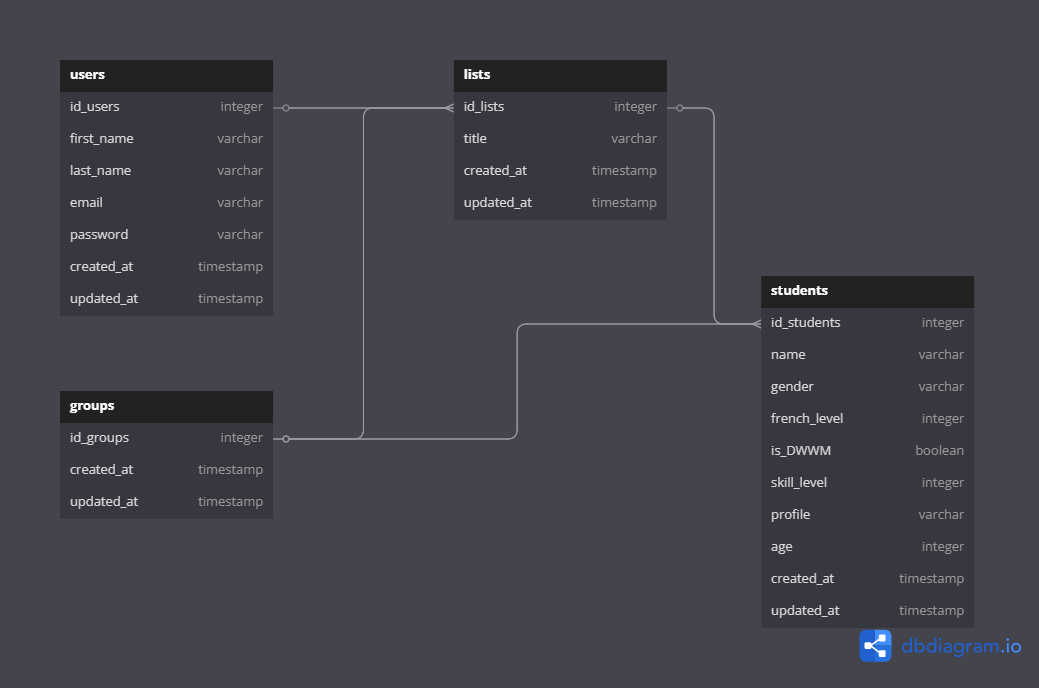 users
id_users integer
first_name varchar
last_name varchar
email varchar
password varchar
created_at timestamp
updated_at timestamp
lists
id_lists integer
title varchar
created_at timestamp
updated_at timestamp
groups
id_groups integer
created_at timestamp
updated_at timestamp
students
id_students integer
name varchar
gender varchar
french_level integer
is_DWWM boolean
skill_level integer
profile varchar
age integer
created_at timestamp
updated_at timestamp
dbdiagram.io